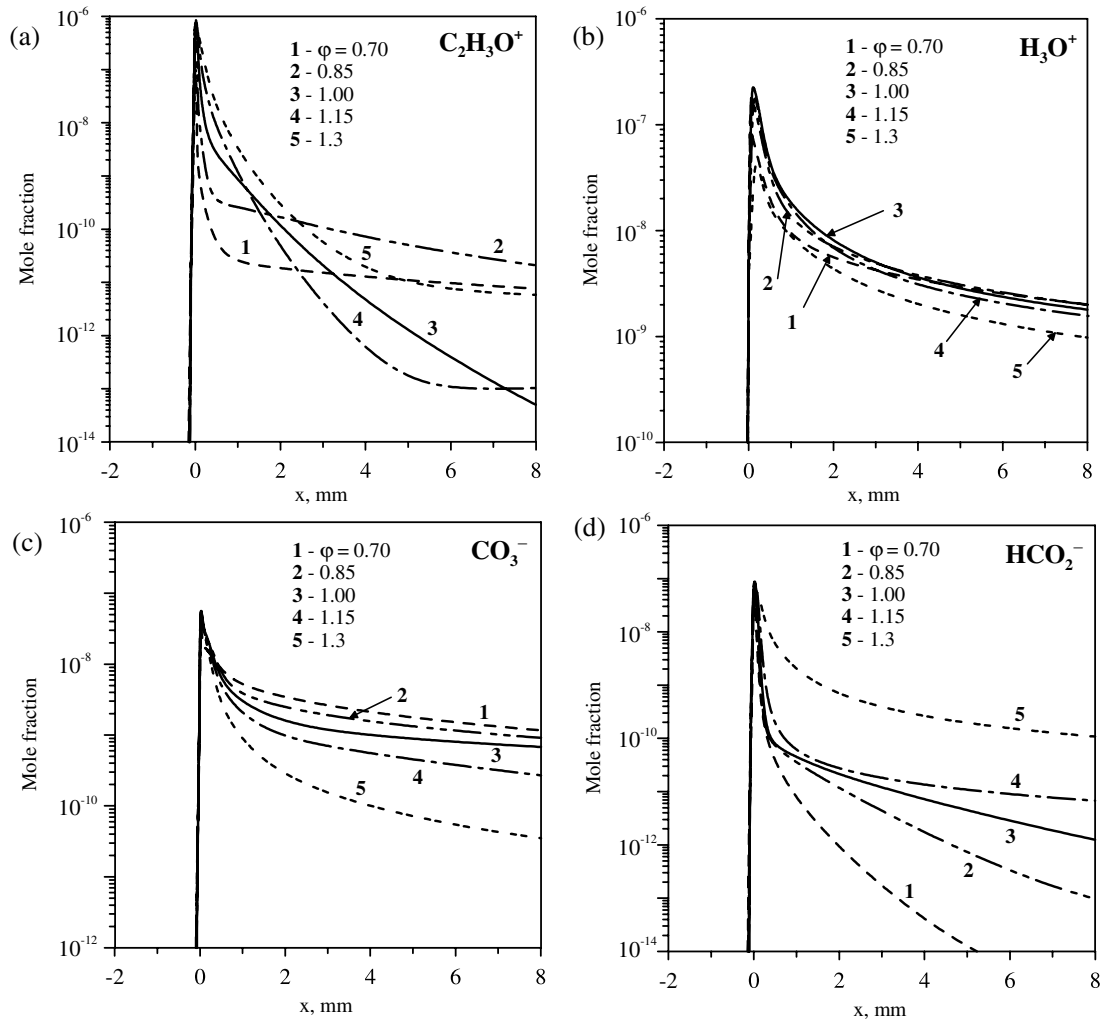 (a)
C₂H₃O⁺
1 - φ = 0.70
2 - 0.85
3 - 1.00
4 - 1.15
5 - 1.3
Mole fraction
10⁻⁶
10⁻⁸
10⁻¹⁰
10⁻¹²
10⁻¹⁴
1
2
3
4
5
-2 0 2 4 6 8
x, mm
(b)
H₃O⁺
1 - φ = 0.70
2 - 0.85
3 - 1.00
4 - 1.15
5 - 1.3
Mole fraction
10⁻⁶
10⁻⁷
10⁻⁸
10⁻⁹
10⁻¹⁰
3
2
1
4
5
-2 0 2 4 6 8
x, mm
(c)
CO₃⁻
1 - φ = 0.70
2 - 0.85
3 - 1.00
4 - 1.15
5 - 1.3
Mole fraction
10⁻⁶
10⁻⁸
10⁻¹⁰
10⁻¹²
2
1
3
4
5
-2 0 2 4 6 8
x, mm
(d)
HCO₂⁻
1 - φ = 0.70
2 - 0.85
3 - 1.00
4 - 1.15
5 - 1.3
Mole fraction
10⁻⁶
10⁻⁸
10⁻¹⁰
10⁻¹²
10⁻¹⁴
5
4
3
2
1
-2 0 2 4 6 8
x, mm